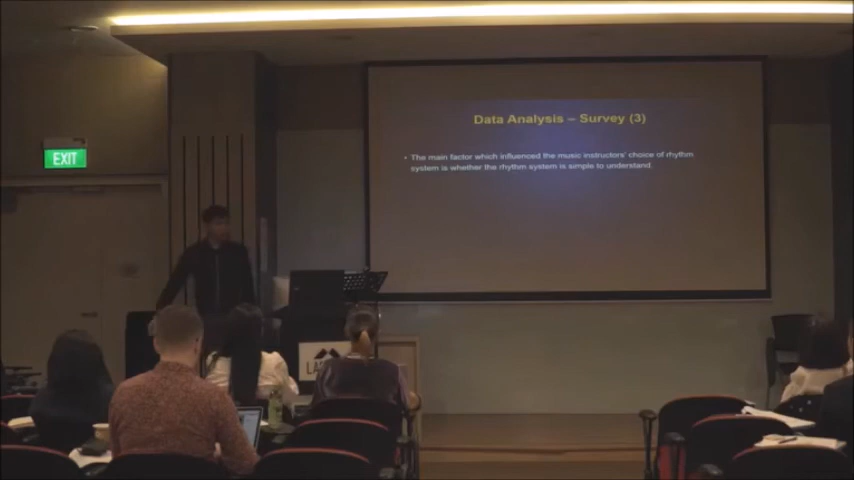 Data Analysis – Survey (3)
EXIT
• The main factor which influenced the music instructors' choice of rhythm
system is whether the rhythm system is simple to understand.